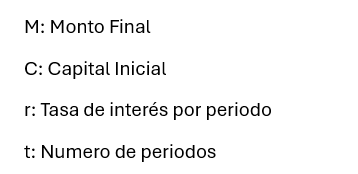 M: Monto Final
C: Capital Inicial
r: Tasa de interés por periodo
t: Numero de periodos